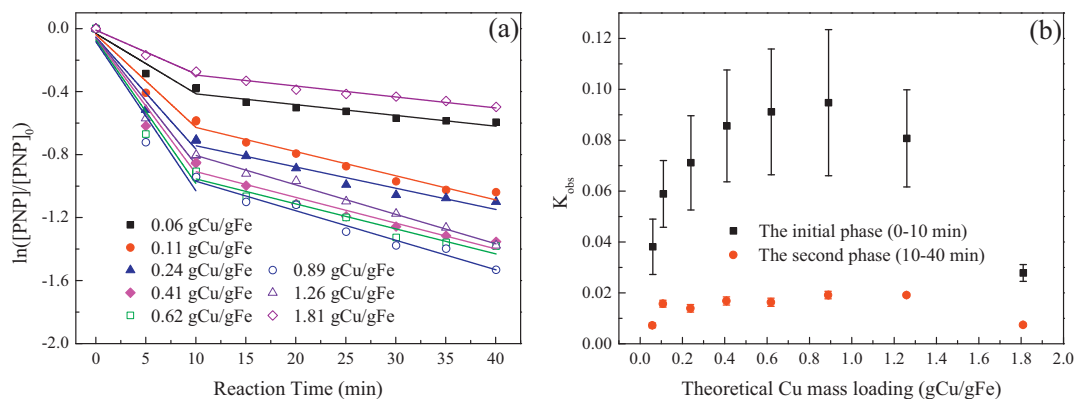 (a)
0.0
-0.4
-0.8
-1.2
-1.6
-2.0
ln([PNP]/[PNP]0)
0.06 gCu/gFe
0.11 gCu/gFe
0.24 gCu/gFe
0.41 gCu/gFe
0.62 gCu/gFe
0.89 gCu/gFe
1.26 gCu/gFe
1.81 gCu/gFe
0 5 10 15 20 25 30 35 40
Reaction Time (min)
(b)
0.12
0.10
0.08
0.06
0.04
0.02
0.00
Kobs
The initial phase (0-10 min)
The second phase (10-40 min)
0.0 0.2 0.4 0.6 0.8 1.0 1.2 1.4 1.6 1.8 2.0
Theoretical Cu mass loading (gCu/gFe)